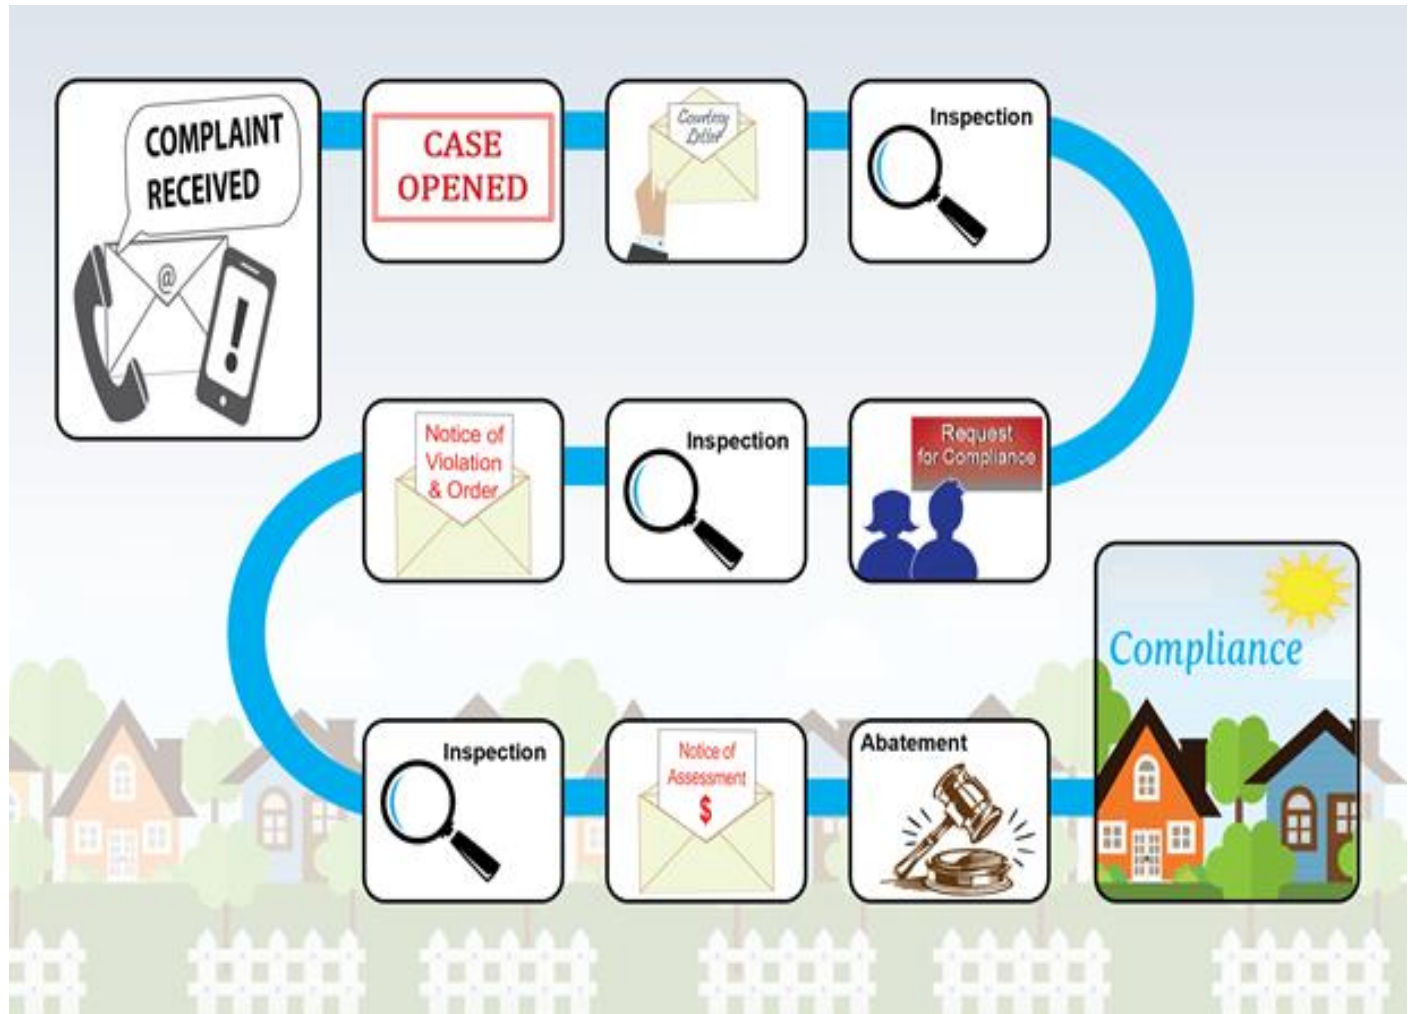 COMPLAINT
RECEIVED
@
!
CASE
OPENED
Courtesy
Letter
Inspection
Request
for Compliance
Inspection
Notice of
Violation
& Order
Inspection
Notice of
Assessment
$
Abatement
Compliance